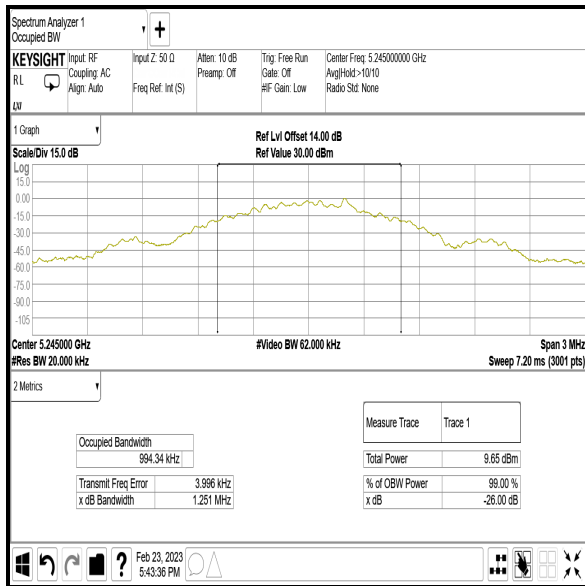 Spectrum Analyzer 1
Occupied BW
KEYSIGHT
R L
LXI
Input: RF
Coupling: AC
Align: Auto
Input Z: 50 Ω
Freq Ref: Int (S)
Atten: 10 dB
Preamp: Off
Trig: Free Run
Gate: Off
#IF Gain: Low
Center Freq: 5.245000000 GHz
Avg|Hold:>10/10
Radio Std: None
1 Graph
Scale/Div 15.0 dB
Ref Lvl Offset 14.00 dB
Ref Value 30.00 dBm
Log
15.0
0.00
-15.0
-30.0
-45.0
-60.0
-75.0
-90.0
-105
Center 5.245000 GHz
#Video BW 62.000 kHz
Span 3 MHz
#Res BW 20.000 kHz
Sweep 7.20 ms (3001 pts)
2 Metrics
Occupied Bandwidth
994.34 kHz
Transmit Freq Error 3.996 kHz
x dB Bandwidth 1.251 MHz
Measure Trace Trace 1
Total Power 9.65 dBm
% of OBW Power 99.00 %
x dB -26.00 dB
?
Feb 23, 2023
5:43:36 PM